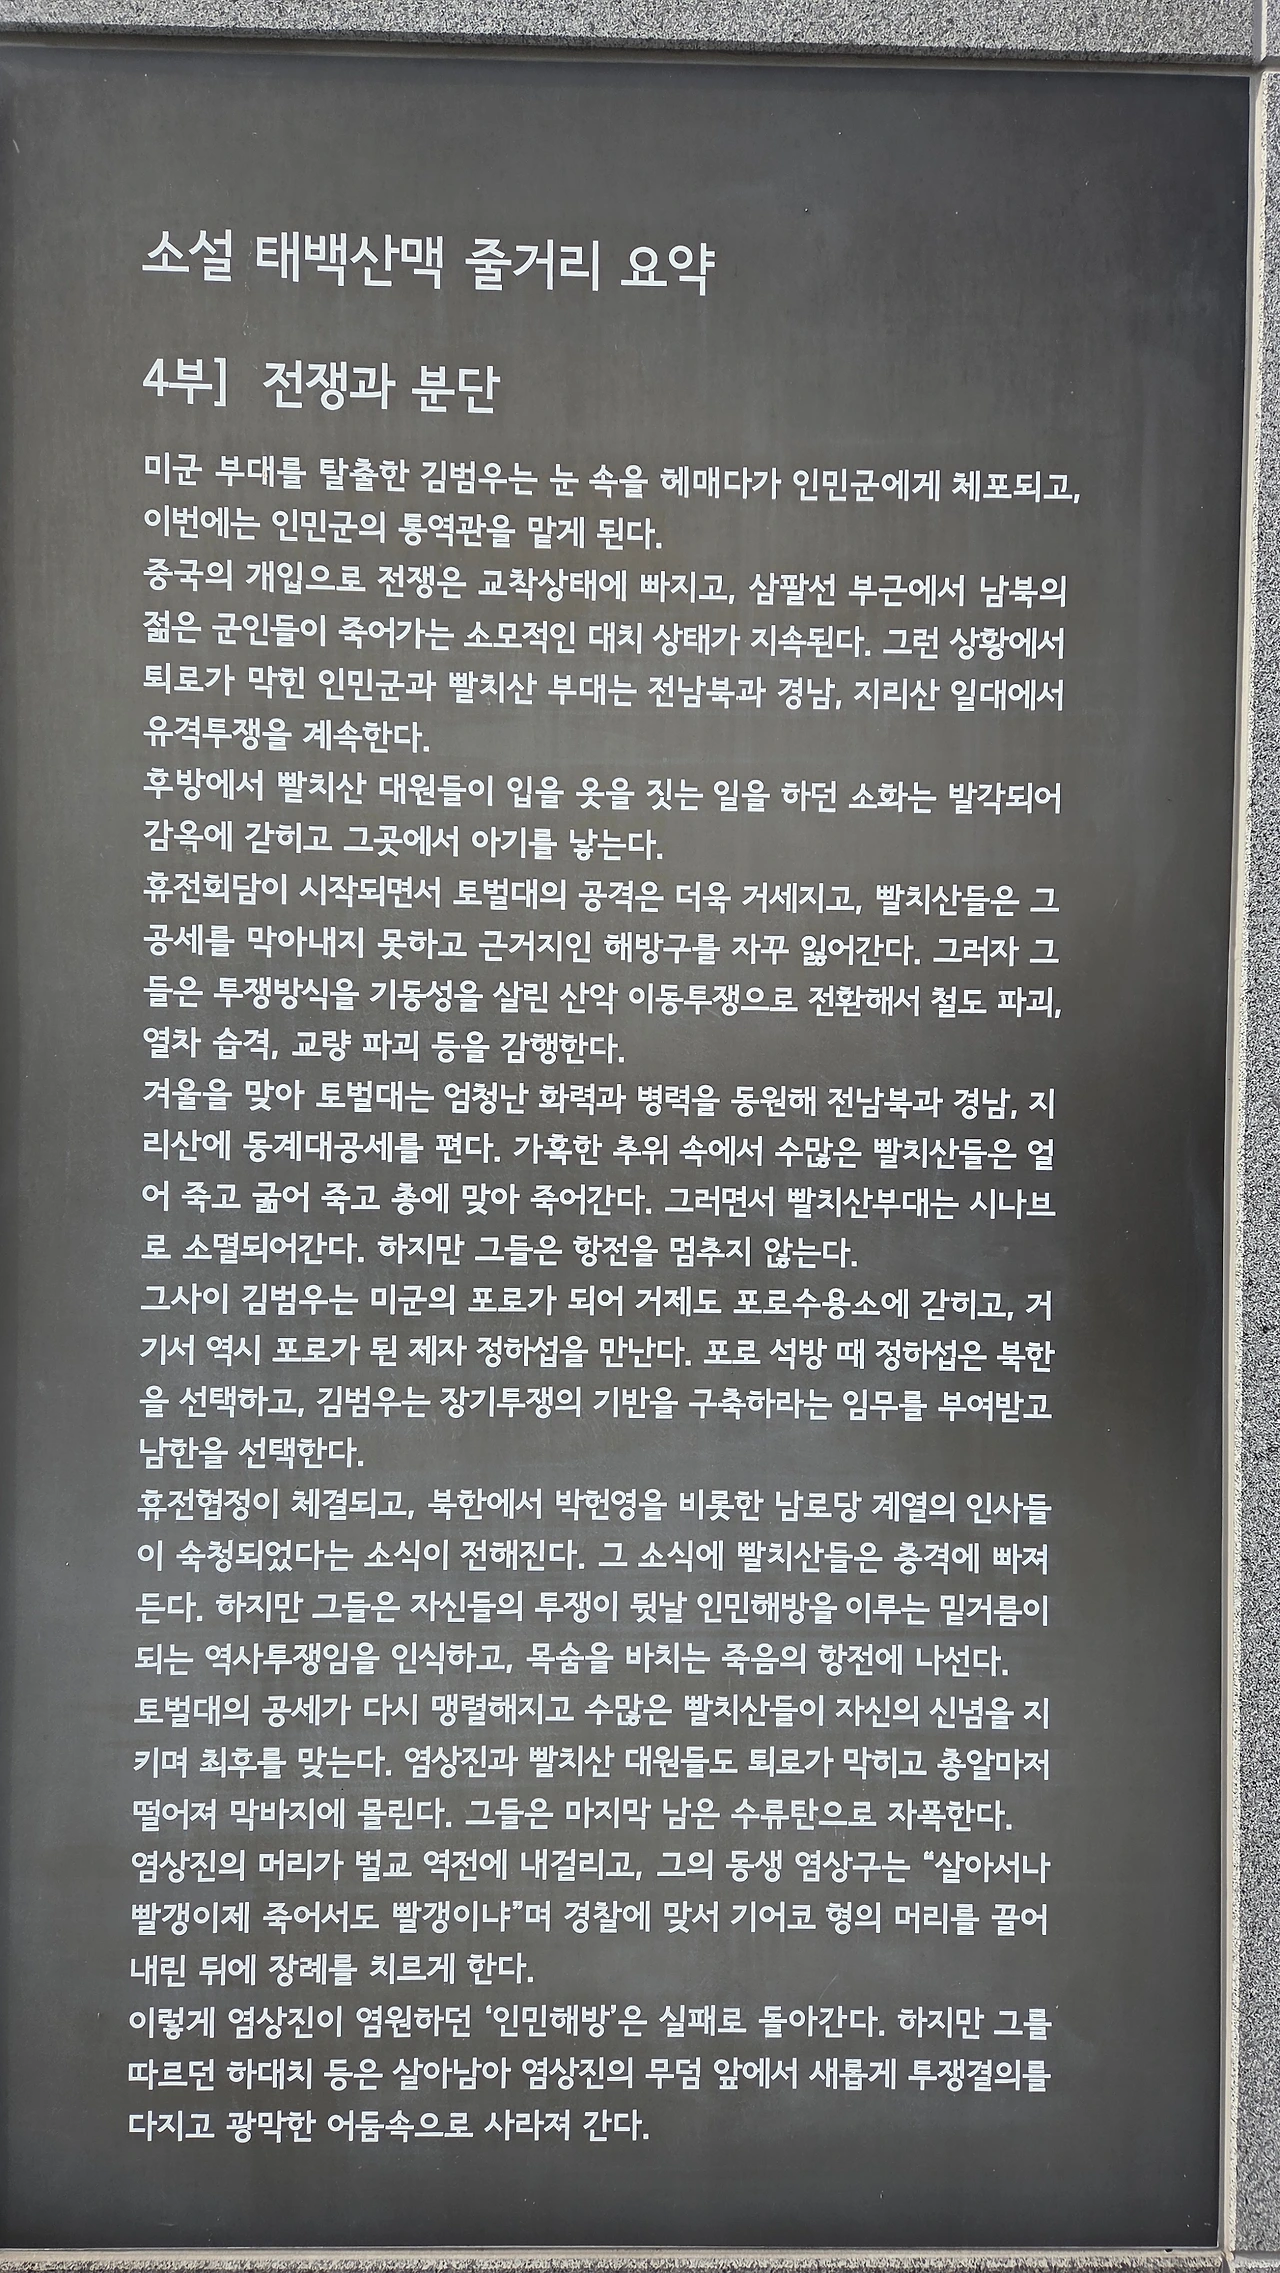 소설 태백산맥 줄거리 요약
4부] 전쟁과 분단
미군 부대를 탈출한 김범우는 눈 속을 헤매다가 인민군에게 체포되고,
이번에는 인민군의 통역관을 맡게 된다.
중국의 개입으로 전쟁은 교착상태에 빠지고, 삼팔선 부근에서 남북의
젊은 군인들이 죽어가는 소모적인 대치 상태가 지속된다. 그런 상황에서
퇴로가 막힌 인민군과 빨치산 부대는 전남북과 경남, 지리산 일대에서
유격투쟁을 계속한다.
후방에서 빨치산 대원들이 입을 옷을 짓는 일을 하던 소화는 발각되어
감옥에 갇히고 그곳에서 아기를 낳는다.
휴전회담이 시작되면서 토벌대의 공격은 더욱 거세지고, 빨치산들은 그
공세를 막아내지 못하고 근거지인 해방구를 자꾸 잃어간다. 그러자 그
들은 투쟁방식을 기동성을 살린 산악 이동투쟁으로 전환해서 철도 파괴,
열차 습격, 교량 파괴 등을 감행한다.
겨울을 맞아 토벌대는 엄청난 화력과 병력을 동원해 전남북과 경남, 지
리산에 동계대공세를 편다. 가혹한 추위 속에서 수많은 빨치산들은 얼
어 죽고 굶어 죽고 총에 맞아 죽어간다. 그러면서 빨치산부대는 시나브
로 소멸되어간다. 하지만 그들은 항전을 멈추지 않는다.
그사이 김범우는 미군의 포로가 되어 거제도 포로수용소에 갇히고, 거
기서 역시 포로가 된 제자 정하섭을 만난다. 포로 석방 때 정하섭은 북한
을 선택하고, 김범우는 장기투쟁의 기반을 구축하라는 임무를 부여받고
남한을 선택한다.
휴전협정이 체결되고, 북한에서 박헌영을 비롯한 남로당 계열의 인사들
이 숙청되었다는 소식이 전해진다. 그 소식에 빨치산들은 충격에 빠져
든다. 하지만 그들은 자신들의 투쟁이 뒷날 인민해방을 이루는 밑거름이
되는 역사투쟁임을 인식하고, 목숨을 바치는 죽음의 항전에 나선다.
토벌대의 공세가 다시 맹렬해지고 수많은 빨치산들이 자신의 신념을 지
키며 최후를 맞는다. 염상진과 빨치산 대원들도 퇴로가 막히고 총알마저
떨어져 막바지에 몰린다. 그들은 마지막 남은 수류탄으로 자폭한다.
염상진의 머리가 벌교 역전에 내걸리고, 그의 동생 염상구는 “살아서나
빨갱이제 죽어서도 빨갱이냐”며 경찰에 맞서 기어코 형의 머리를 끌어
내린 뒤에 장례를 치르게 한다.
이렇게 염상진이 염원하던 ‘인민해방’은 실패로 돌아간다. 하지만 그를
따르던 하대치 등은 살아남아 염상진의 무덤 앞에서 새롭게 투쟁결의를
다지고 광막한 어둠속으로 사라져 간다.